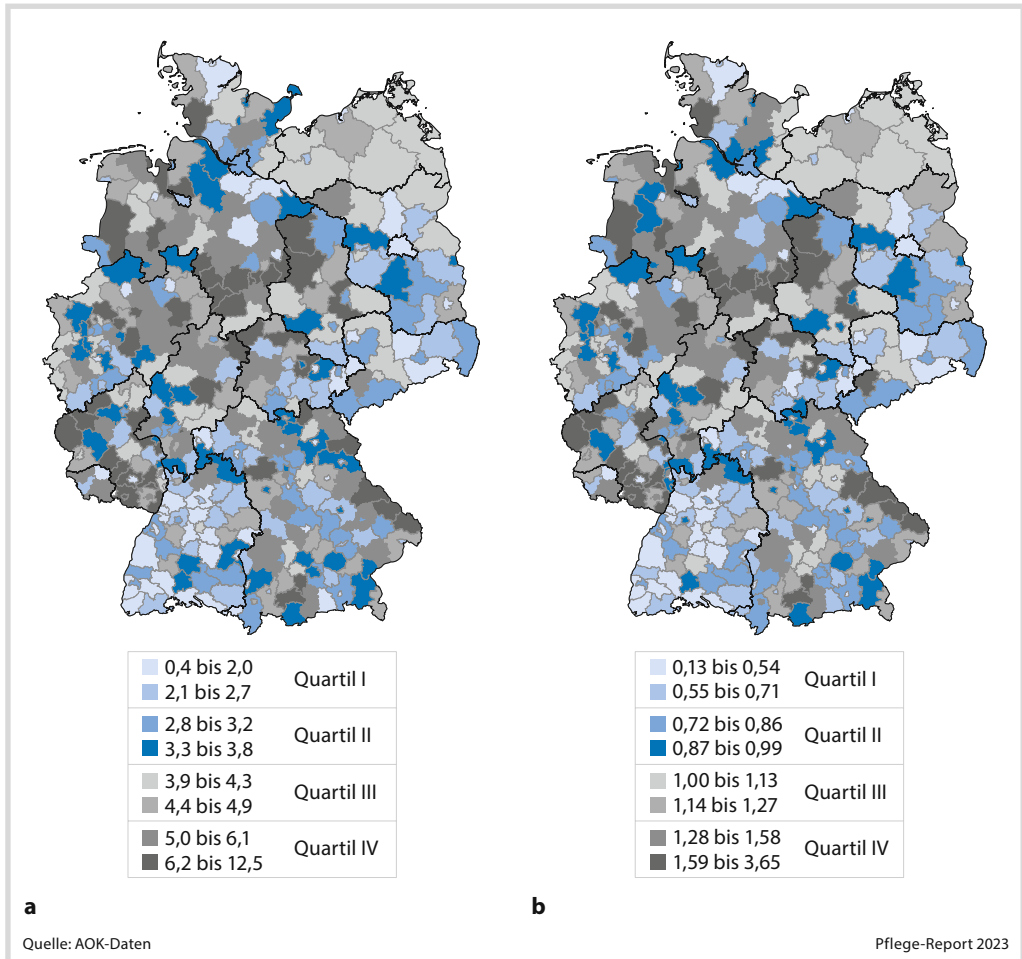 0,4 bis 2,0
2,1 bis 2,7
Quartil I
2,8 bis 3,2
3,3 bis 3,8
Quartil II
3,9 bis 4,3
4,4 bis 4,9
Quartil III
5,0 bis 6,1
6,2 bis 12,5
Quartil IV
a
0,13 bis 0,54
0,55 bis 0,71
Quartil I
0,72 bis 0,86
0,87 bis 0,99
Quartil II
1,00 bis 1,13
1,14 bis 1,27
Quartil III
1,28 bis 1,58
1,59 bis 3,65
Quartil IV
b
Quelle: AOK-Daten
Pflege-Report 2023